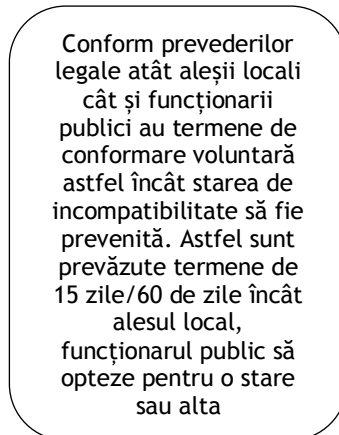 Conform prevederilor
legale atât aleșii locali
cât și funcționarii
publici au termene de
conformare voluntară
astfel încât starea de
incompatibilitate să fie
prevenită. Astfel sunt
prevăzute termene de
15 zile/60 de zile încât
alesul local,
funcționarul public să
opteze pentru o stare
sau alta